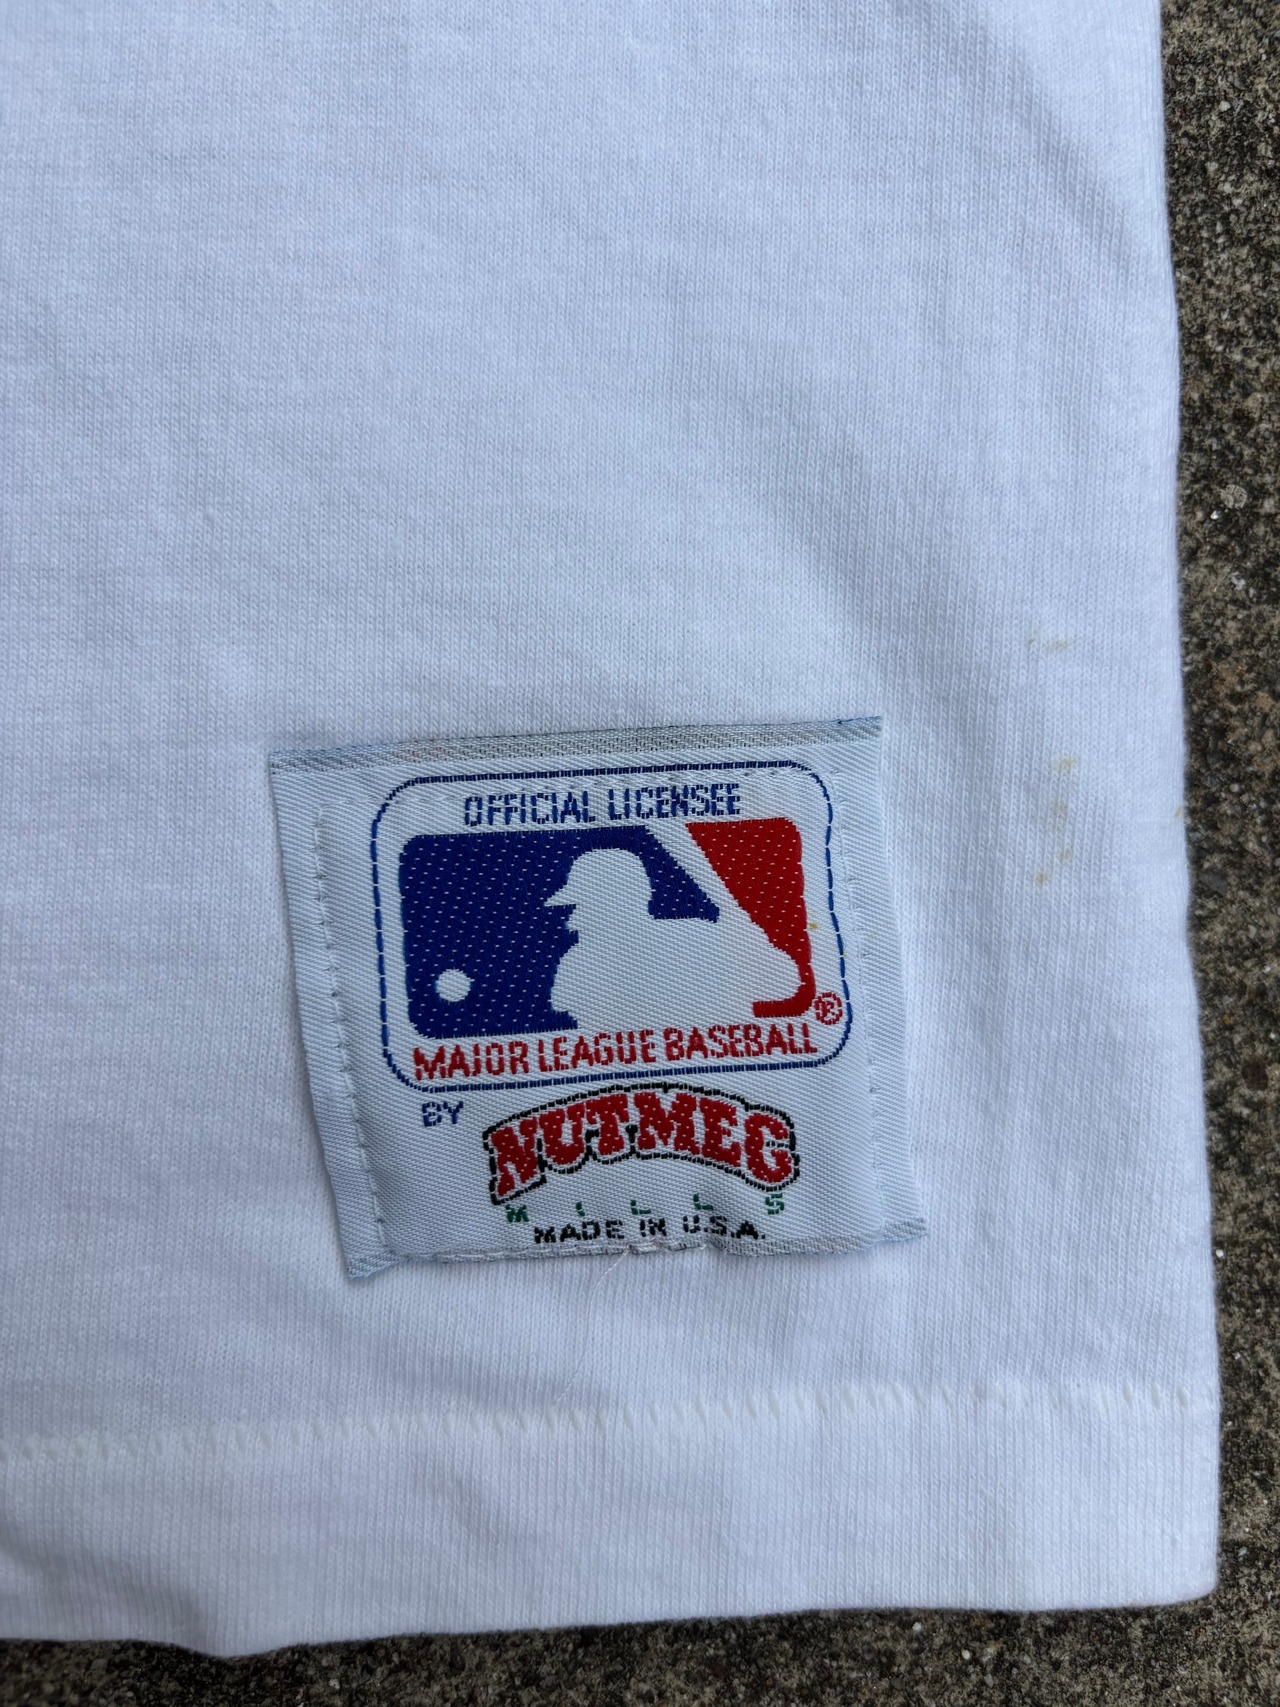 OFFICIAL LICENSEE
MAJOR LEAGUE BASEBALL®
BY NUTMEG
MILLS
MADE IN U.S.A.